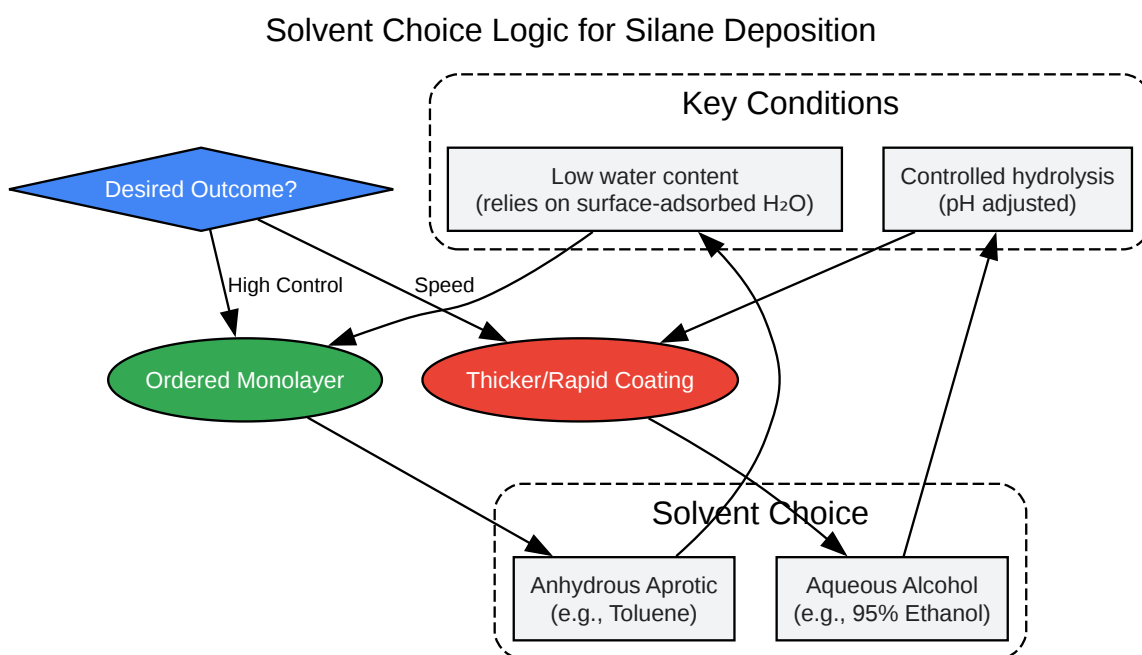 Solvent Choice Logic for Silane Deposition
Key Conditions
Desired Outcome?
Low water content
(relies on surface-adsorbed H₂O)
Controlled hydrolysis
(pH adjusted)
High Control
Speed
Ordered Monolayer
Thicker/Rapid Coating
Solvent Choice
Anhydrous Aprotic
(e.g., Toluene)
Aqueous Alcohol
(e.g., 95% Ethanol)